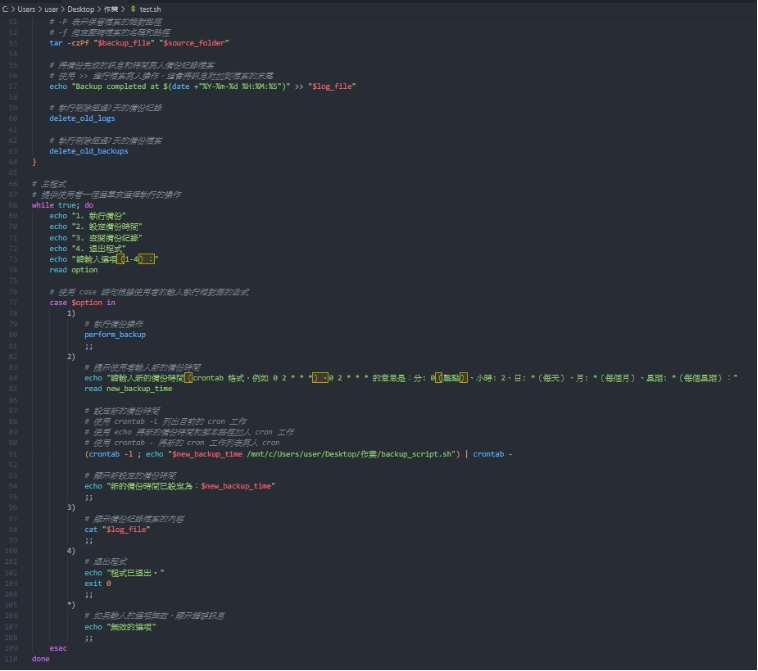 C: > Users > user > Desktop > 作業 > $ test.sh
51 # -P 表示保留檔案的絕對路徑
52 # -f 指定壓縮檔案的名稱和路徑
53 tar -czPf "$backup_file" "$source_folder"
54
55 # 將備份完成的訊息和時間寫入備份紀錄檔案
56 # 使用 >> 進行檔案寫入操作，這會將訊息附加到檔案的末尾
57 echo "Backup completed at $(date +"%Y-%m-%d %H:%M:%S")" >> "$log_file"
58
59 # 執行刪除超過7天的備份紀錄
60 delete_old_logs
61
62 # 執行刪除超過7天的備份檔案
63 delete_old_backups
64 }
65
66 # 主程式
67 # 提供使用者一個選單來選擇執行的操作
68 while true; do
69 echo "1. 執行備份"
70 echo "2. 設定備份時間"
71 echo "3. 查閱備份紀錄"
72 echo "4. 退出程式"
73 echo "請輸入選項（1-4）："
74 read option
75
76 # 使用 case 語句根據使用者的輸入執行相對應的函式
77 case $option in
78 1)
79 # 執行備份操作
80 perform_backup
81 ;;
82 2)
83 # 提示使用者輸入新的備份時間
84 echo "請輸入新的備份時間（crontab 格式，例如 0 2 * * *），0 2 * * * 的意思是：分: 0（整點）、小時: 2、日: *（每天）、月: *（每個月）、星期: *（每個星期）："
85 read new_backup_time
86
87 # 設定新的備份時間
88 # 使用 crontab -l 列出目前的 cron 工作
89 # 使用 echo 將新的備份時間和腳本路徑加入 cron 工作
90 # 使用 crontab - 將新的 cron 工作列表寫入 cron
91 (crontab -l ; echo "$new_backup_time /mnt/c/Users/user/Desktop/作業/backup_script.sh") | crontab -
92
93 # 顯示新設定的備份時間
94 echo "新的備份時間已設定為：$new_backup_time"
95 ;;
96 3)
97 # 顯示備份紀錄檔案的內容
98 cat "$log_file"
99 ;;
100 4)
101 # 退出程式
102 echo "程式已退出。"
103 exit 0
104 ;;
105 *)
106 # 如果輸入的選項無效，顯示錯誤訊息
107 echo "無效的選項"
108 ;;
109 esac
110 done